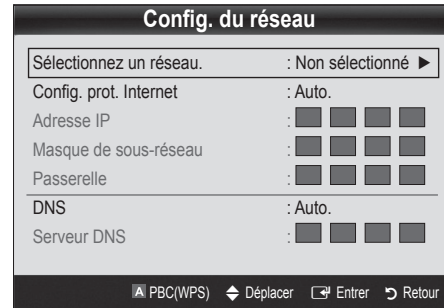 Config. du réseau
Sélectionnez un réseau. : Non sélectionné ►
Config. prot. Internet : Auto.
Adresse IP :
Masque de sous-réseau :
Passerelle :
DNS : Auto.
Serveur DNS :
A PBC(WPS) Déplacer Entrer Retour